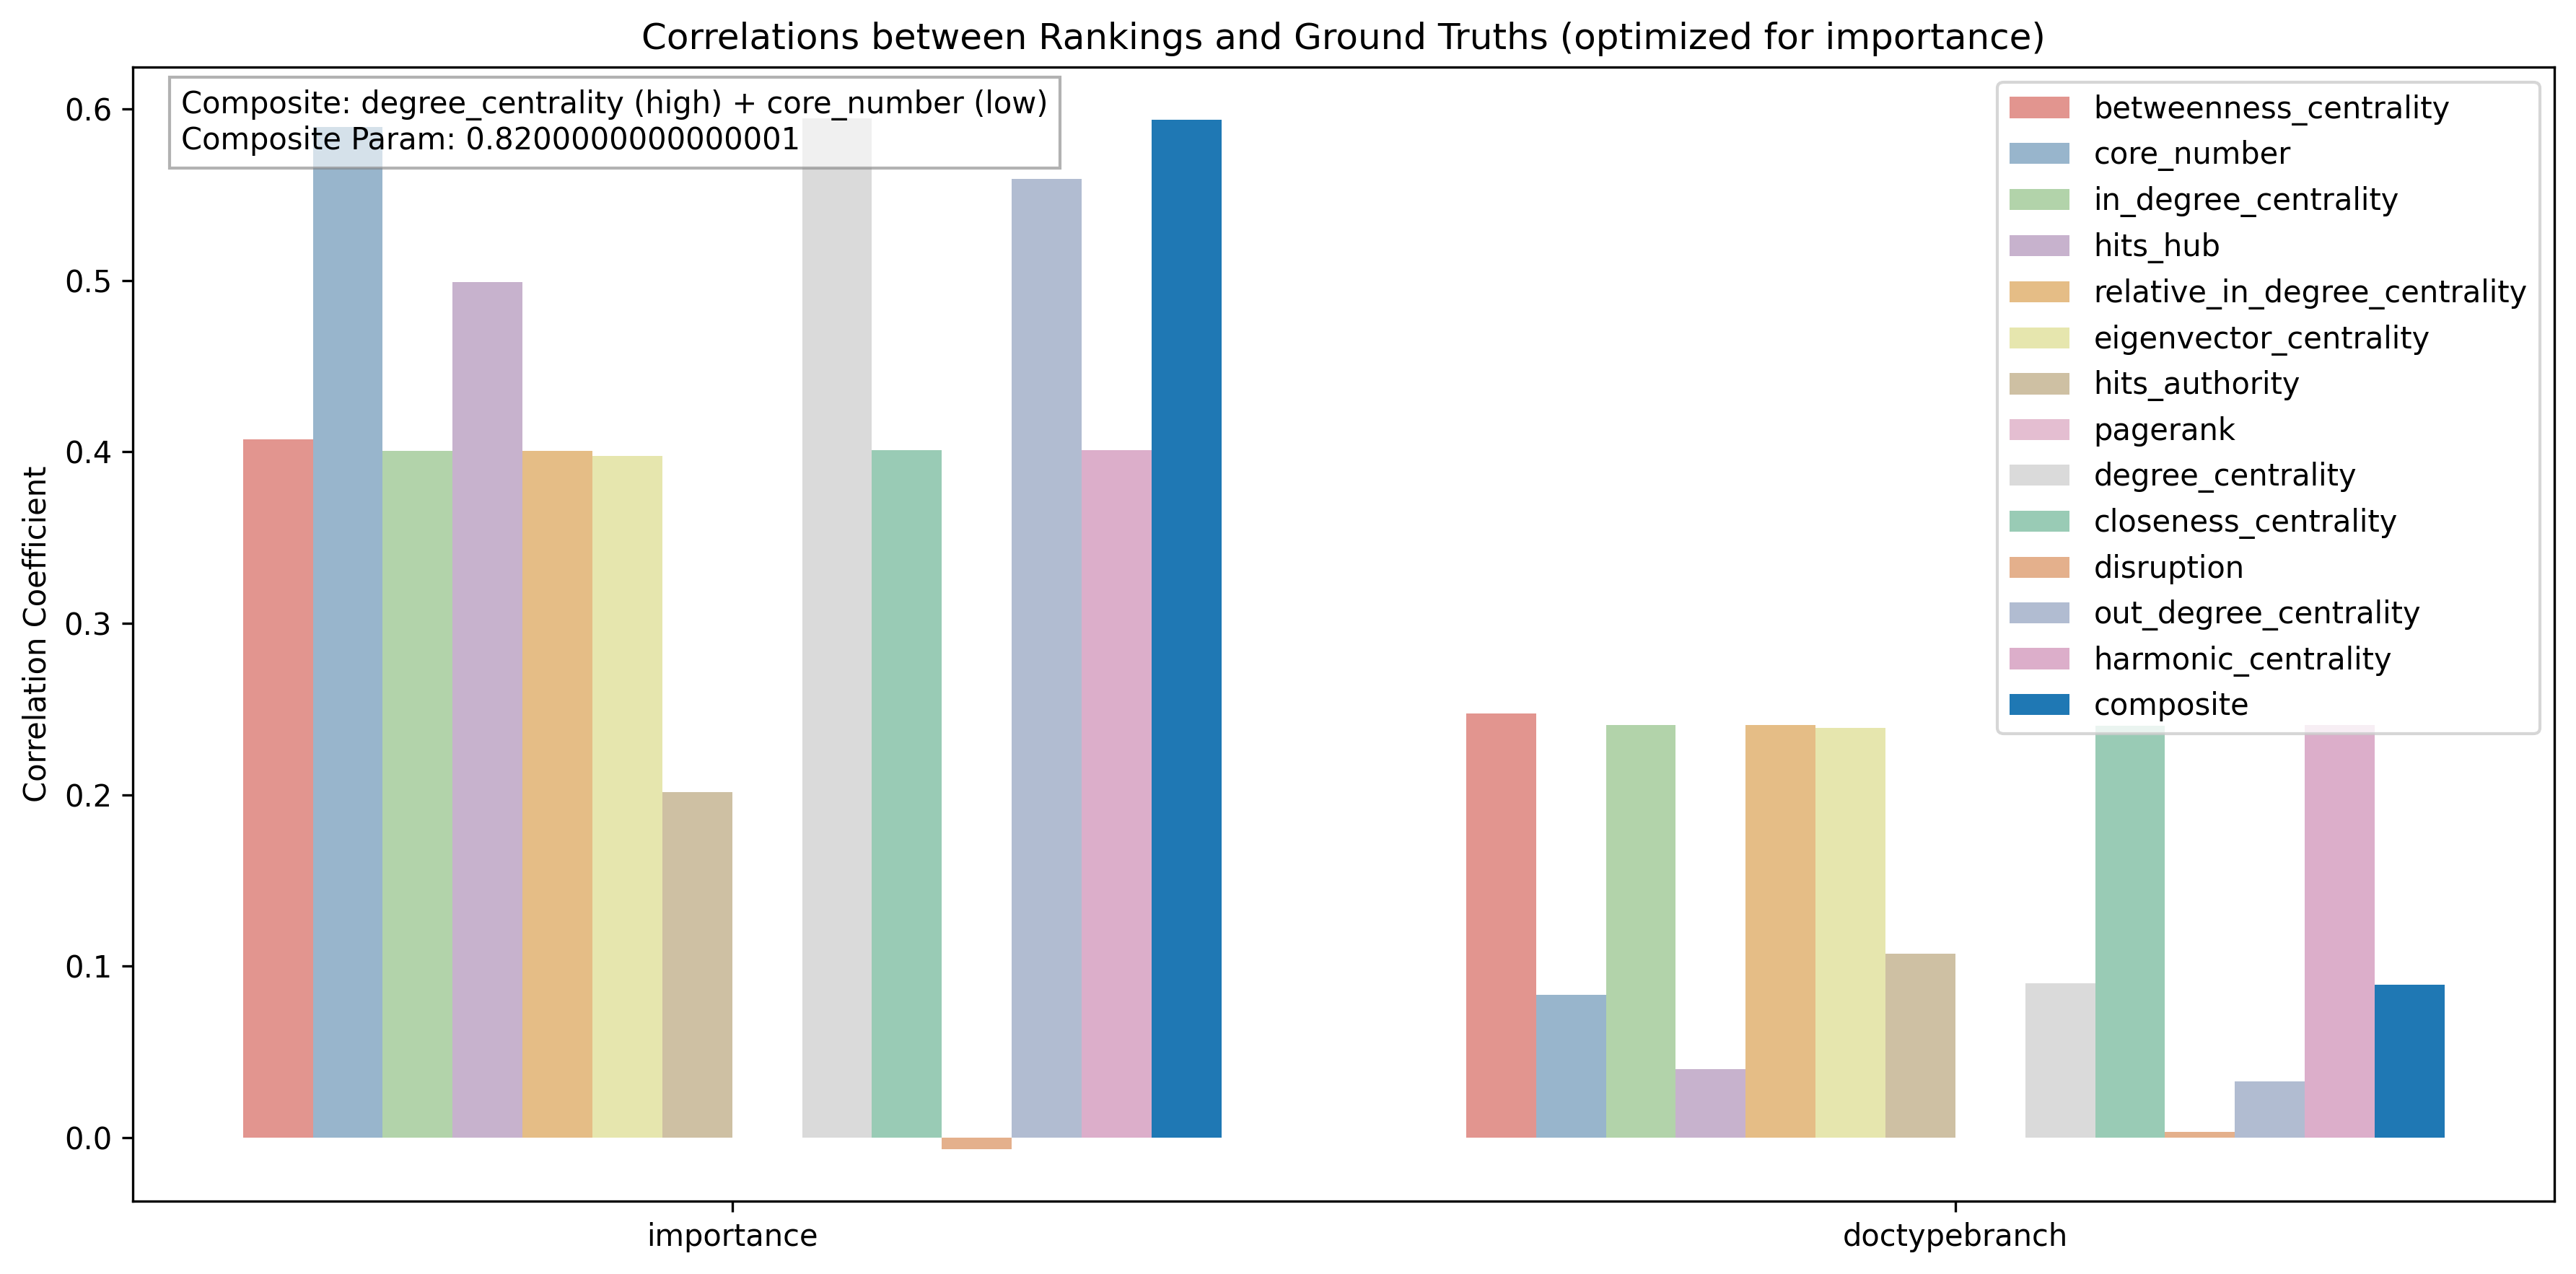 Correlations between Rankings and Ground Truths (optimized for importance)
Composite: degree_centrality (high) + core_number (low)
Composite Param: 0.8200000000000001
betweenness_centrality
core_number
in_degree_centrality
hits_hub
relative_in_degree_centrality
eigenvector_centrality
hits_authority
pagerank
degree_centrality
closeness_centrality
disruption
out_degree_centrality
harmonic_centrality
composite
Correlation Coefficient
0.6
0.5
0.4
0.3
0.2
0.1
0.0
importance
doctypebranch